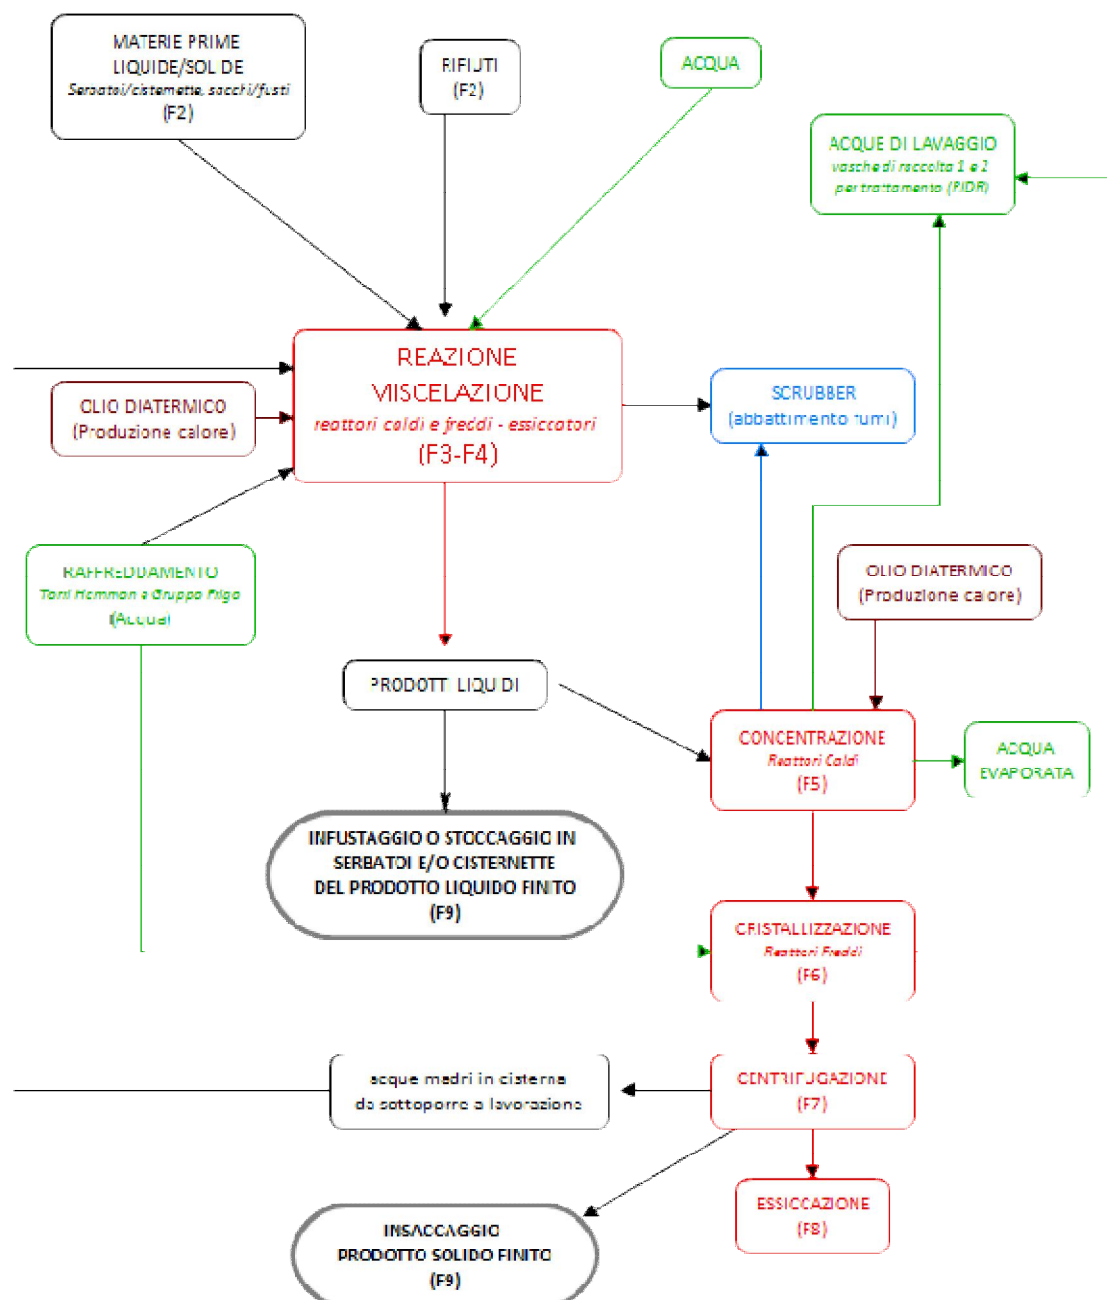 MATERIE PRIME
LIQUIDE/SOLIDE
Serbatoi/cisternette, sacchi/fusti
(F2)
RIFIUTI
(F2)
ACQUA
ACQUE DI LAVAGGIO
vasche di raccolta 1 e 2
per trattamento (PIDR)
REAZIONE
MISCELAZIONE
reattori caldi e freddi - essiccatori
(F3-F4)
OLIO DIATERMICO
(Produzione calore)
SCRUBBER
(abbattimento fumi)
RAFFREDDAMENTO
Torri Hammon e Gruppo Frigo
(Acqua)
OLIO DIATERMICO
(Produzione calore)
PRODOTTI LIQUIDI
CONCENTRAZIONE
Reattori Caldi
(F5)
ACQUA
EVAPORATA
INFUSTAGGIO O STOCCAGGIO IN
SERBATOI E/O CISTERNETTE
DEL PRODOTTO LIQUIDO FINITO
(F9)
CRISTALLIZZAZIONE
Reattori Freddi
(F6)
acque madri in cisterna
da sottoporre a lavorazione
CENTRIFUGAZIONE
(F7)
ESSICCAZIONE
(F8)
INSACCAGGIO
PRODOTTO SOLIDO FINITO
(F9)